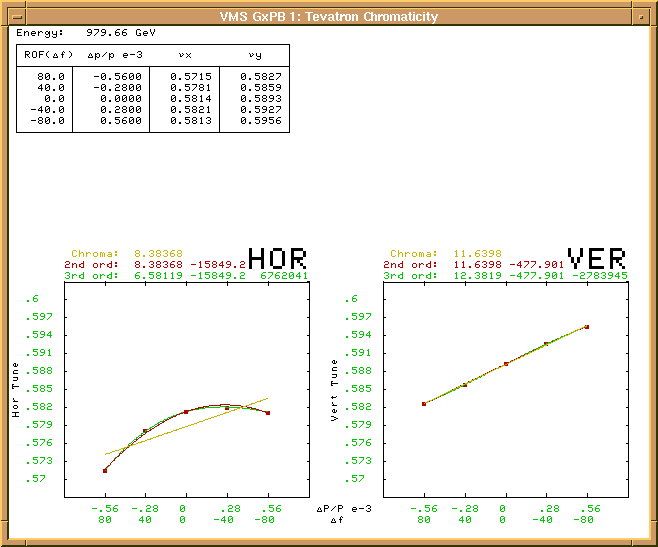 VMS GxPB 1: Tevatron Chromaticity
Energy: 979.66 GeV
ROF(Δf) Δp/p e-3 νx νy
80.0 -0.5600 0.5715 0.5827
40.0 -0.2800 0.5781 0.5859
0.0 0.0000 0.5814 0.5893
-40.0 0.2800 0.5821 0.5927
-80.0 0.5600 0.5813 0.5956
Chroma: 8.38368
2nd ord: 8.38368 -15849.2
3rd ord: 6.58119 -15849.2 6762041
HOR
.6
.597
.594
.591
.588
.585
.582
.579
.576
.573
.57
Hor Tune
-.56 -.28 0 .28 .56
80 40 0 -40 -80
ΔP/P e-3
Δf
Chroma: 11.6398
2nd ord: 11.6398 -477.901
3rd ord: 12.3819 -477.901 -2783945
VER
.6
.597
.594
.591
.588
.585
.582
.579
.576
.573
.57
Vert Tune
-.56 -.28 0 .28 .56
80 40 0 -40 -80